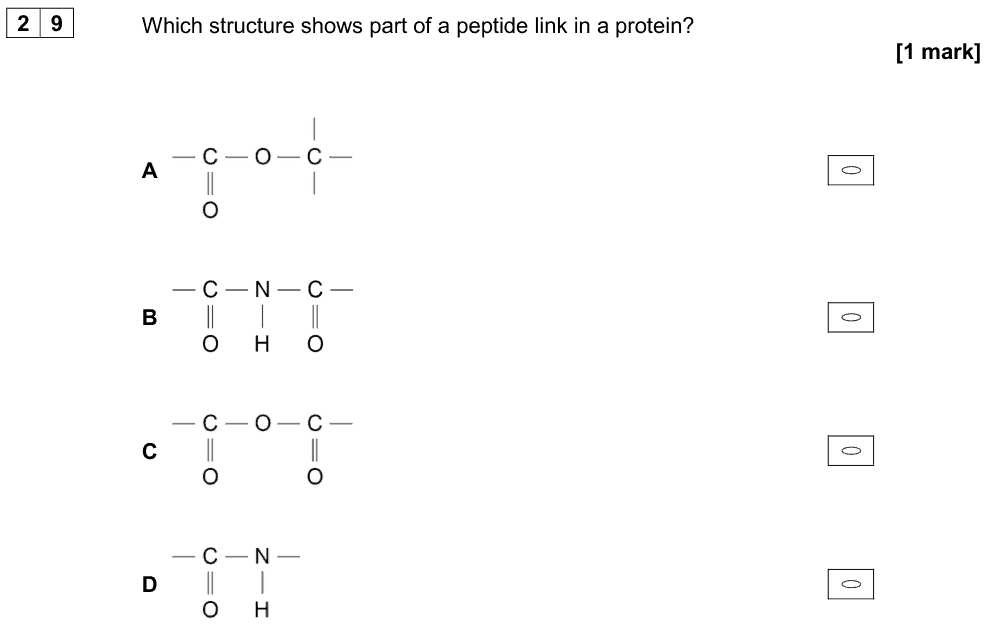 2 9 Which structure shows part of a peptide link in a protein?
[1 mark]
A
C O C
O
B
C N C
O H O
C
C O C
O O
D
C N
O H